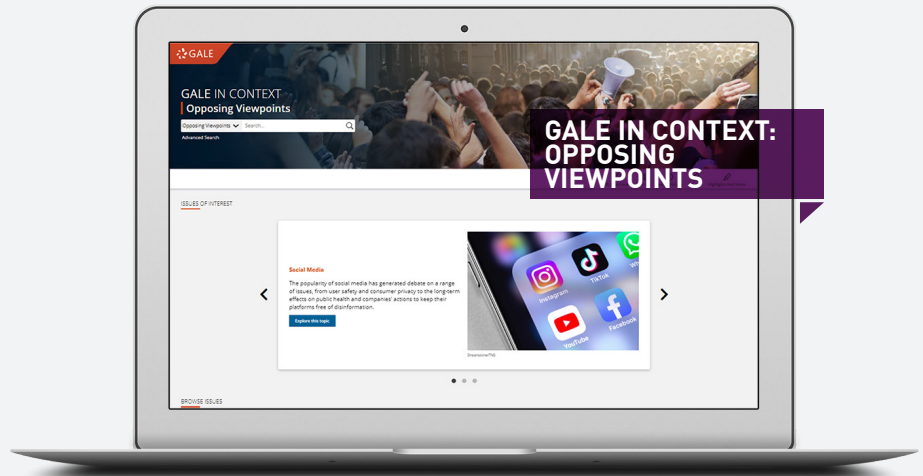 GALE
GALE IN CONTEXT
Opposing Viewpoints
Opposing Viewpoints
Search...
Advanced Search
GALE IN CONTEXT:
OPPOSING
VIEWPOINTS
ISSUES OF INTEREST
Social Media
The popularity of social media has generated debate on a range
of issues, from user safety and consumer privacy to the long-term
effects on public health and companies' actions to keep their
platforms free of disinformation.
Explore this topic
Instagram
TikTok
YouTube
Facebook
Dreamstime/TNS
BROWSE ISSUES